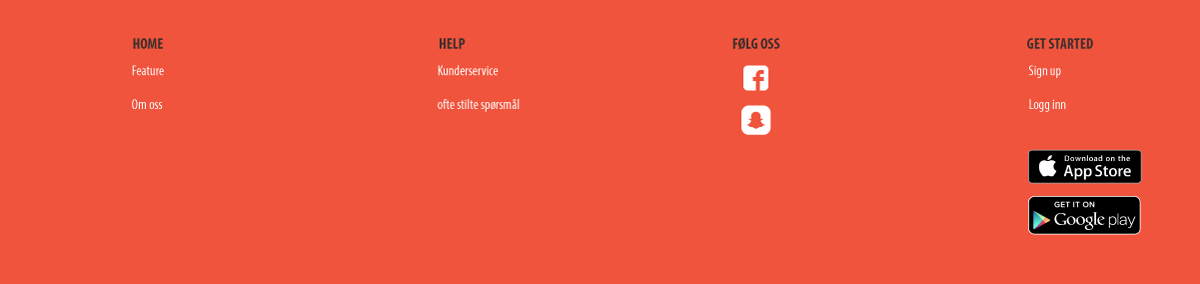 HOME
Feature
Om oss
HELP
Kunderservice
ofte stilte spørsmål
FØLG OSS
GET STARTED
Sign up
Logg inn
Download on the
App Store
GET IT ON
Google play